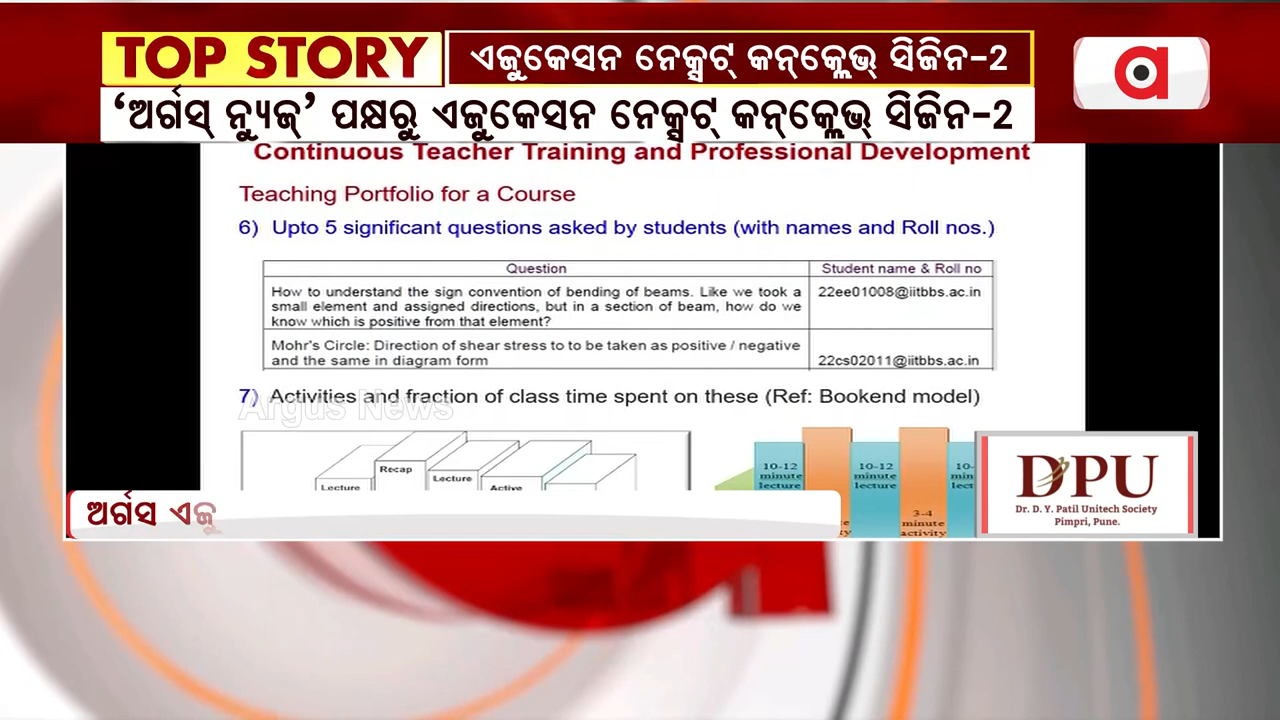 TOP STORY
ଏଜୁକେସନ ନେକ୍ସଟ୍ କନ୍‌କ୍ଲେଭ୍ ସିଜିନ-2
‘ଅର୍ଗସ୍ ନ୍ୟୁଜ୍’ ପକ୍ଷରୁ ଏଜୁକେସନ ନେକ୍ସଟ୍ କନ୍‌କ୍ଲେଭ୍ ସିଜିନ-2
a
Continuous Teacher Training and Professional Development
Teaching Portfolio for a Course
6) Upto 5 significant questions asked by students (with names and Roll nos.)
Question
Student name & Roll no
How to understand the sign convention of bending of beams. Like we took a
small element and assigned directions, but in a section of beam, how do we
know which is positive from that element?
22ee01008@iitbbs.ac.in
Mohr's Circle: Direction of shear stress to to be taken as positive / negative
and the same in diagram form
22cs02011@iitbbs.ac.in
7) Activities and fraction of class time spent on these (Ref: Bookend model)
Argus News
Lecture
Recap
Lecture
Active
10-12
minute
lecture
10-12
minute
lecture
3-4
minute
activity
DPU
Dr. D. Y. Patil Unitech Society
Pimpri, Pune.
ଅର୍ଗସ ଏଜୁ